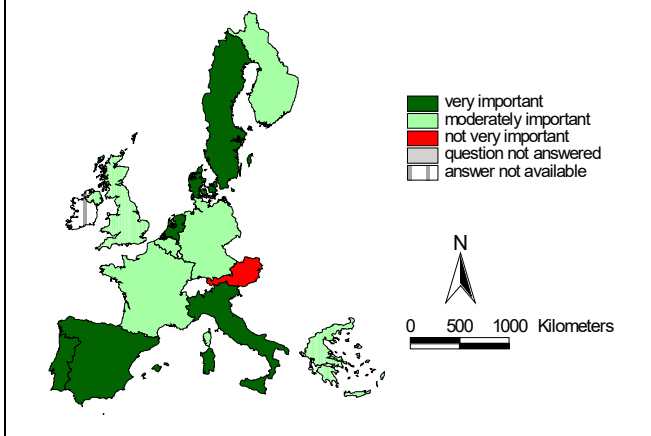 very important
moderately important
not very important
question not answered
answer not available
N
0 500 1000 Kilometers